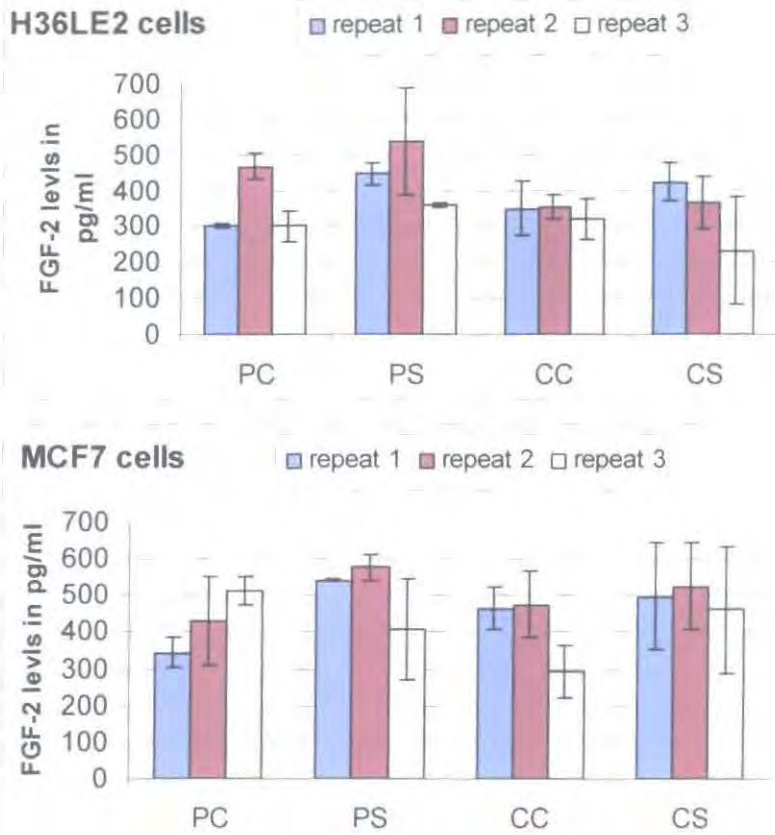 H36LE2 cells repeat 1 repeat 2 repeat 3
700
600
500
400
300
200
100
0
FGF-2 levls in
pg/ml
PC PS CC CS
MCF7 cells repeat 1 repeat 2 repeat 3
700
600
500
400
300
200
100
0
FGF-2 levls in pg/ml
PC PS CC CS